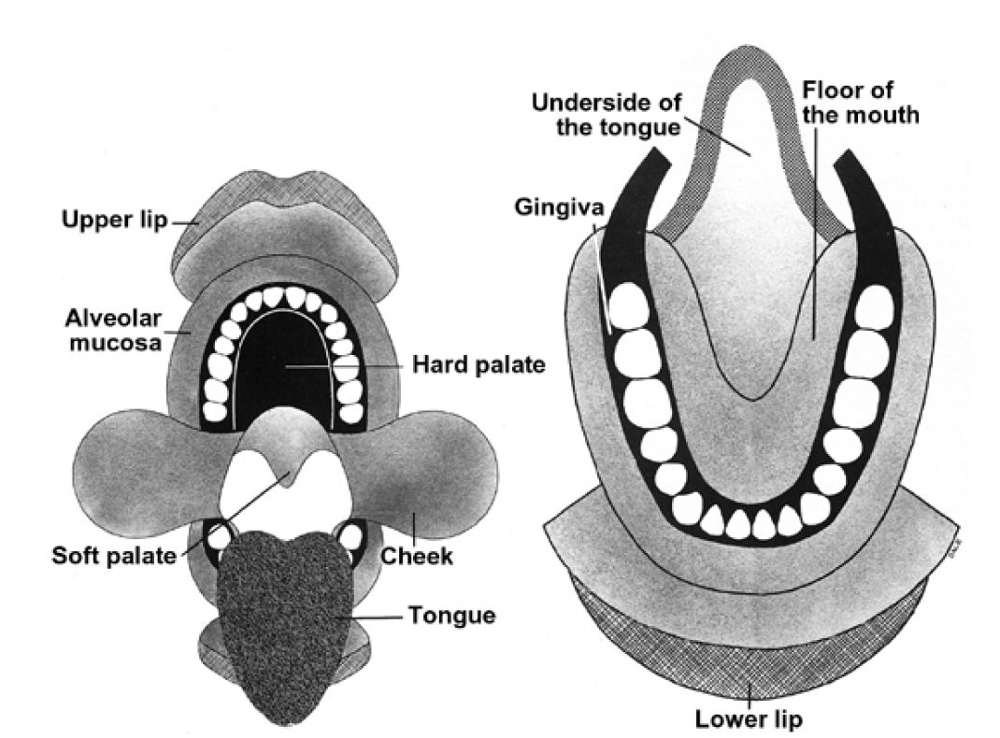 Upper lip
Alveolar
mucosa
Hard palate
Soft palate
Cheek
Tongue
Underside of
the tongue
Floor of
the mouth
Gingiva
Lower lip